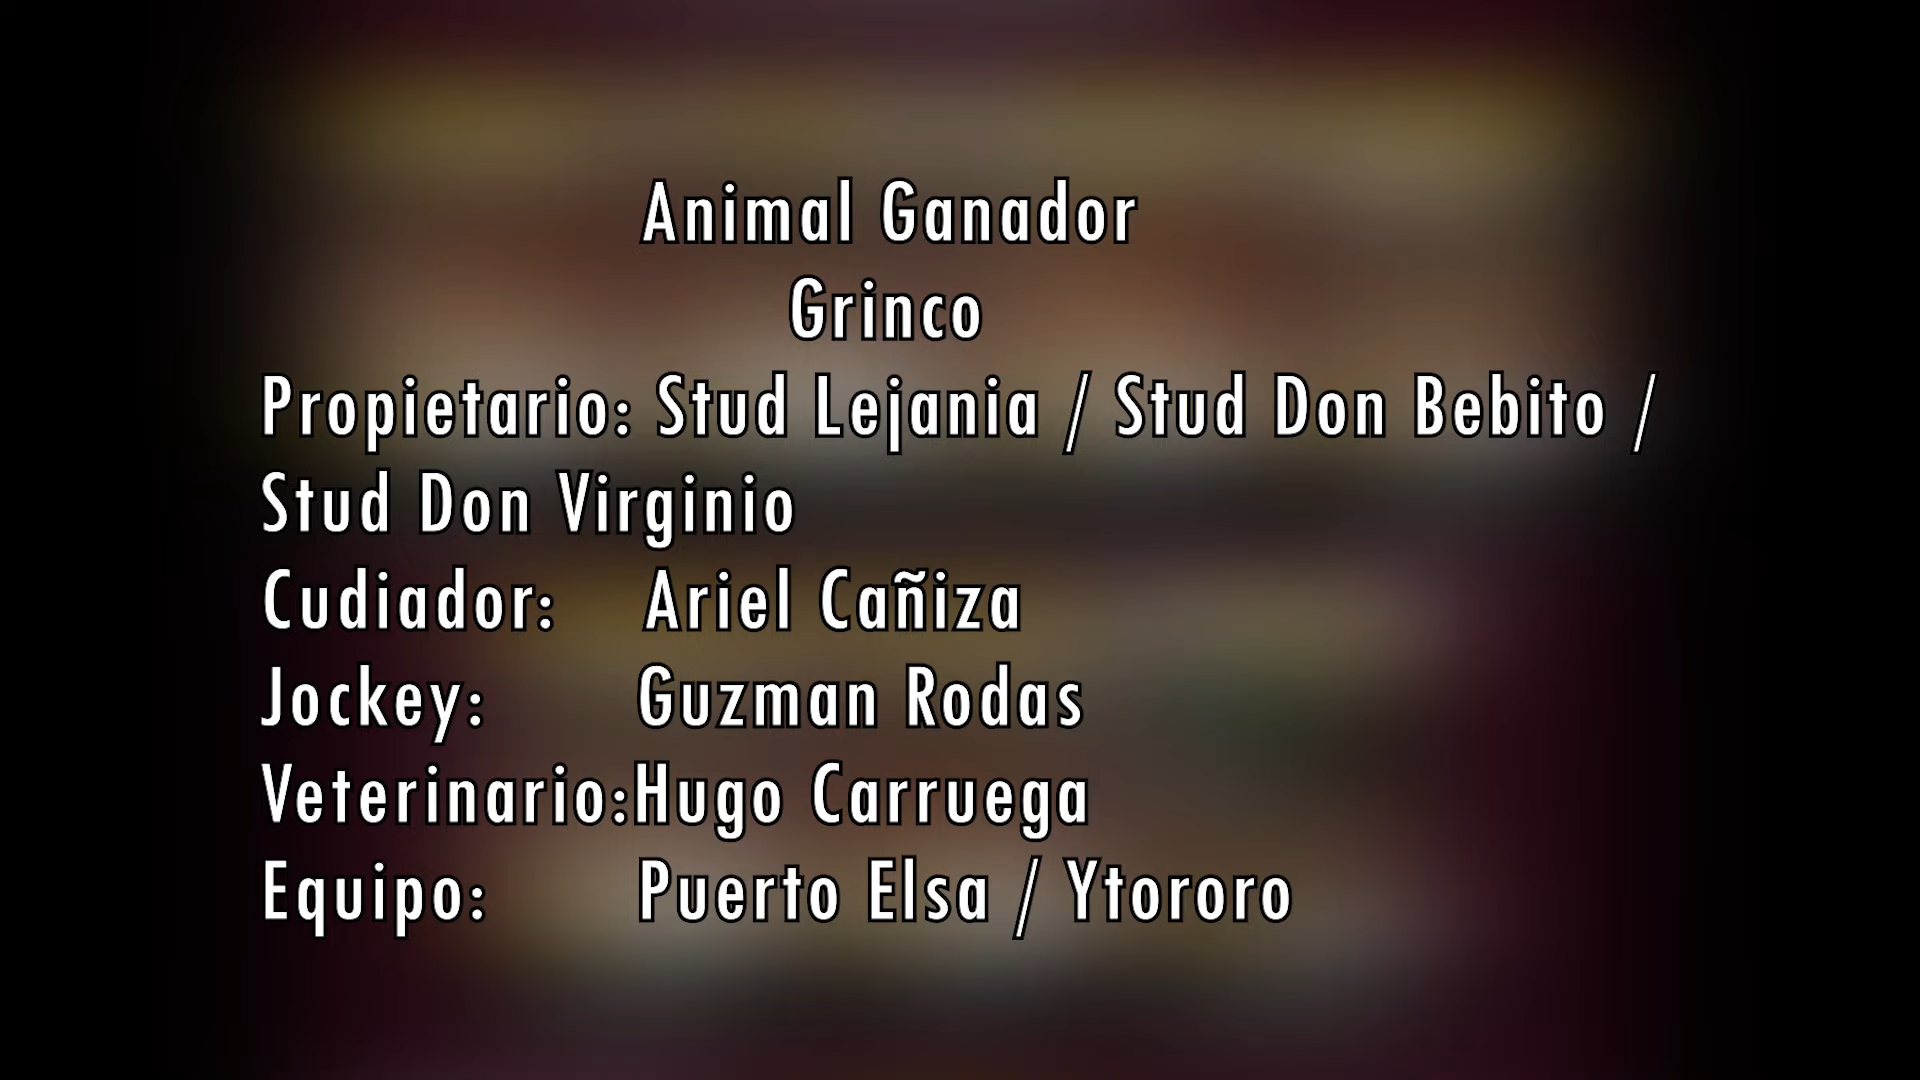 Animal Ganador
Grinco
Propietario: Stud Lejania / Stud Don Bebito /
Stud Don Virginio
Cudiador: Ariel Cañiza
Jockey: Guzman Rodas
Veterinario:Hugo Carruega
Equipo: Puerto Elsa / Ytororo